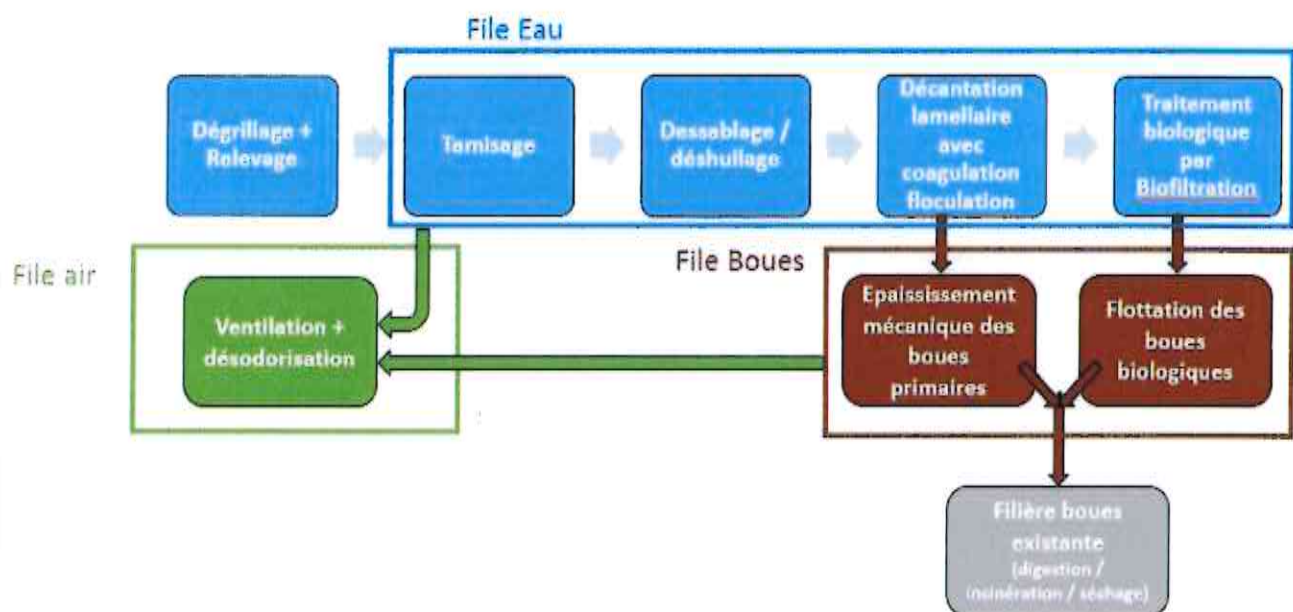 File Eau
Dégrillage +
Relevage
Tamisage
Dessablage /
déshuilage
Décantation
lamellaire
avec
coagulation
floculation
Traitement
biologique
par
Biofiltration
File air
Ventilation +
désodorisation
File Boues
Epaississement
mécanique des
boues
primaires
Flottation des
boues
biologiques
Filière boues
existante
(digestion /
incinération / séchage)